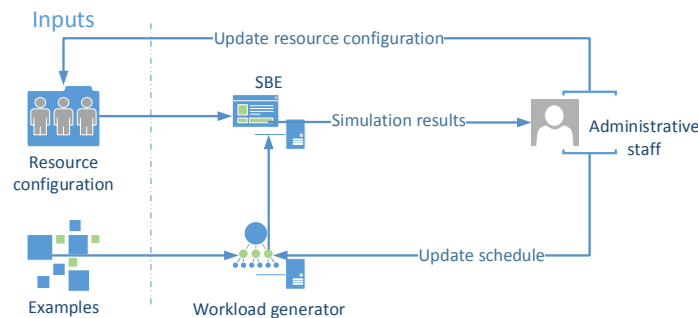 Inputs
Update resource configuration
SBE
Simulation results
Administrative
staff
Resource
configuration
Update schedule
Examples
Workload generator